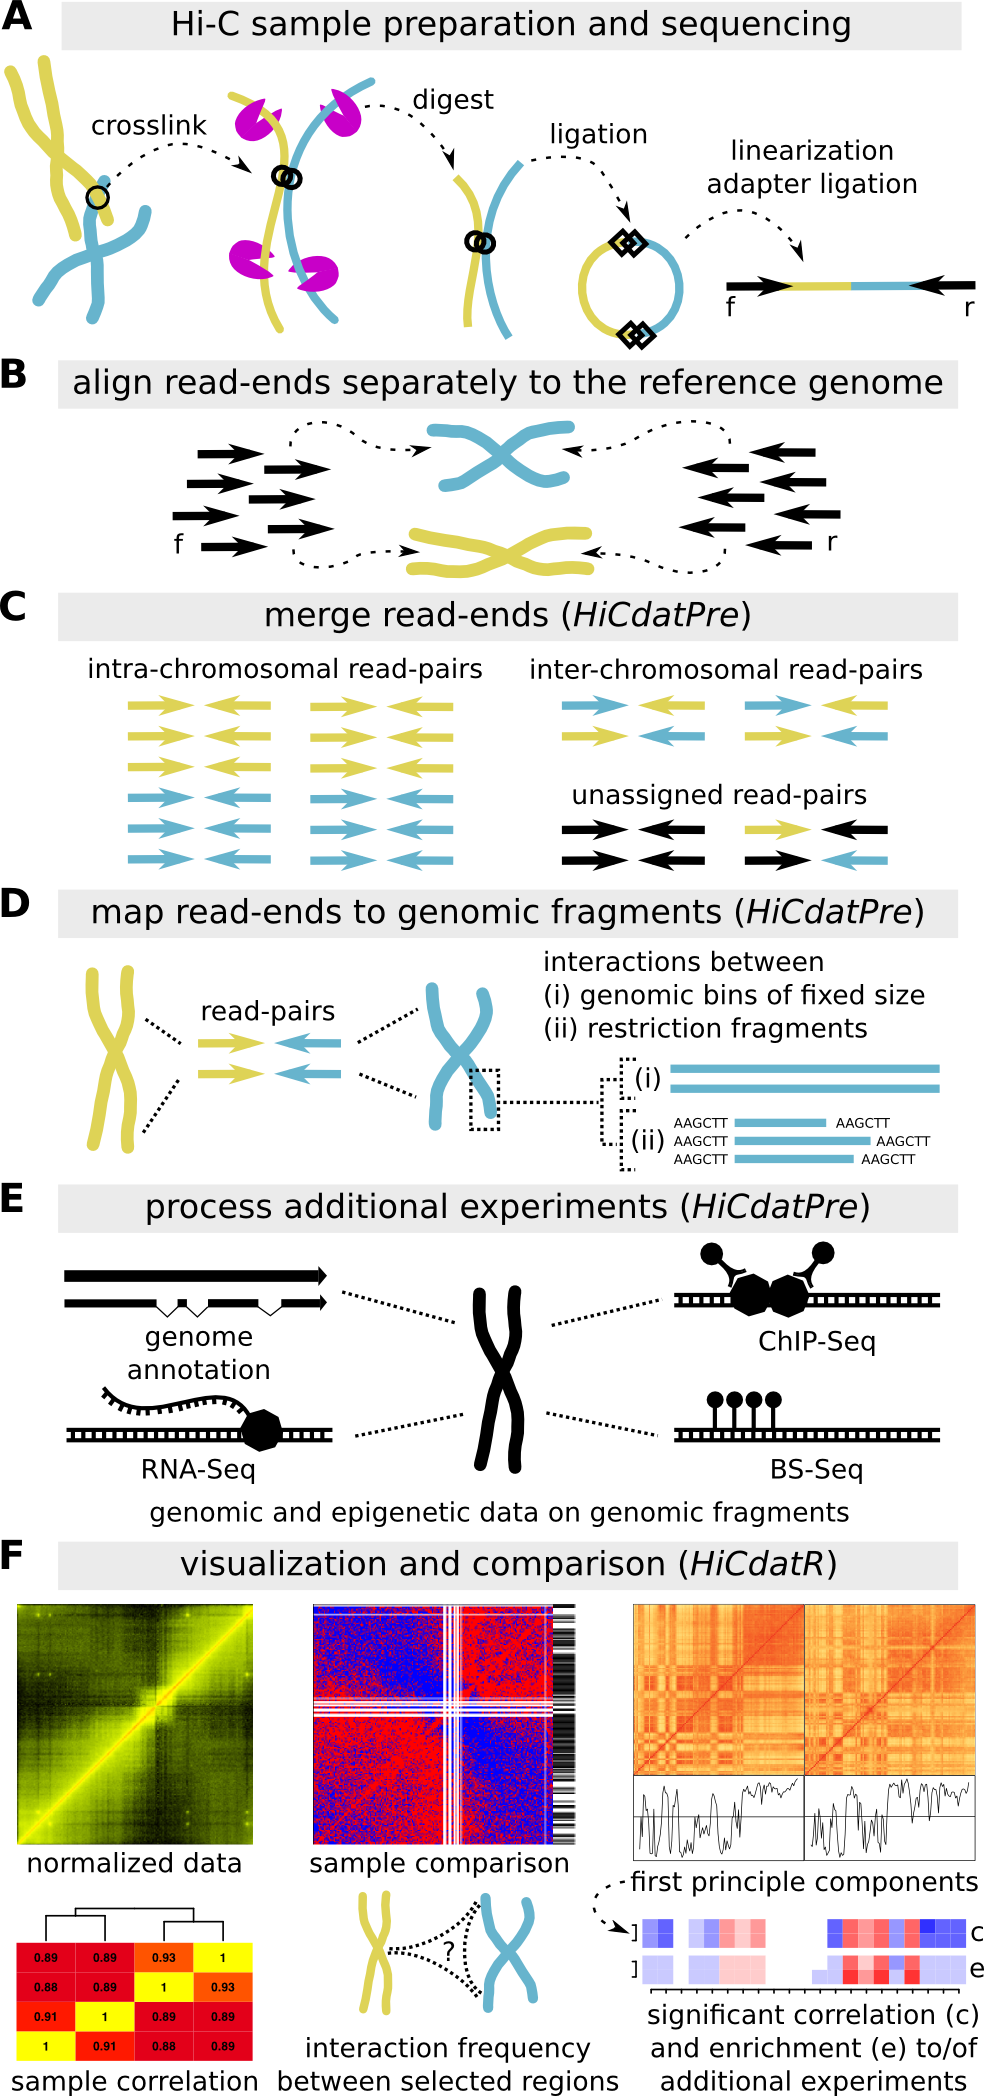 A
Hi-C sample preparation and sequencing
crosslink
digest
ligation
linearization
adapter ligation
f
r
B
align read-ends separately to the reference genome
f
r
C
merge read-ends (HiCdatPre)
intra-chromosomal read-pairs
inter-chromosomal read-pairs
unassigned read-pairs
D
map read-ends to genomic fragments (HiCdatPre)
read-pairs
interactions between
(i) genomic bins of fixed size
(ii) restriction fragments
(i)
(ii)
AAGCTT AAGCTT
AAGCTT AAGCTT
AAGCTT AAGCTT
E
process additional experiments (HiCdatPre)
genome
annotation
ChIP-Seq
RNA-Seq
BS-Seq
genomic and epigenetic data on genomic fragments
F
visualization and comparison (HiCdatR)
normalized data
sample comparison
first principle components
0.89 0.89 0.93 1
0.88 0.89 1 0.93
0.91 1 0.89 0.89
1 0.91 0.88 0.89
sample correlation
?
interaction frequency
between selected regions
c
e
significant correlation (c)
and enrichment (e) to/of
additional experiments